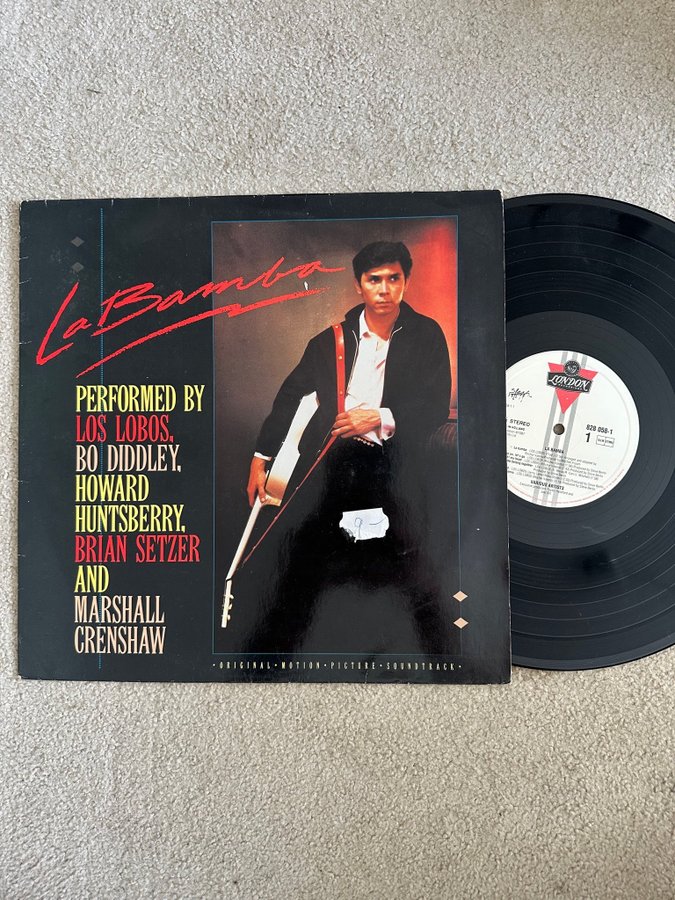 La Bamba
PERFORMED BY
LOS LOBOS,
BO DIDDLEY,
HOWARD
HUNTSBERRY,
BRIAN SETZER
AND
MARSHALL
CRENSHAW
·ORIGINAL·MOTION·PICTURE·SOUNDTRACK·
9-
LONDON
STEREO
828 058-1
1
LA BAMBA
VARIOUS ARTISTS